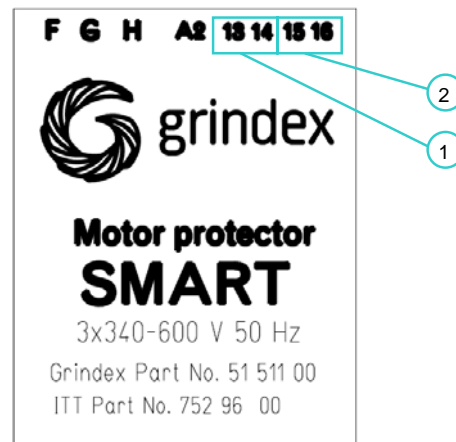 F G H A2 13 14 15 16
2
1
grindex
Motor protector
SMART
3x340-600 V 50 Hz
Grindex Part No. 51 511 00
ITT Part No. 752 96 00